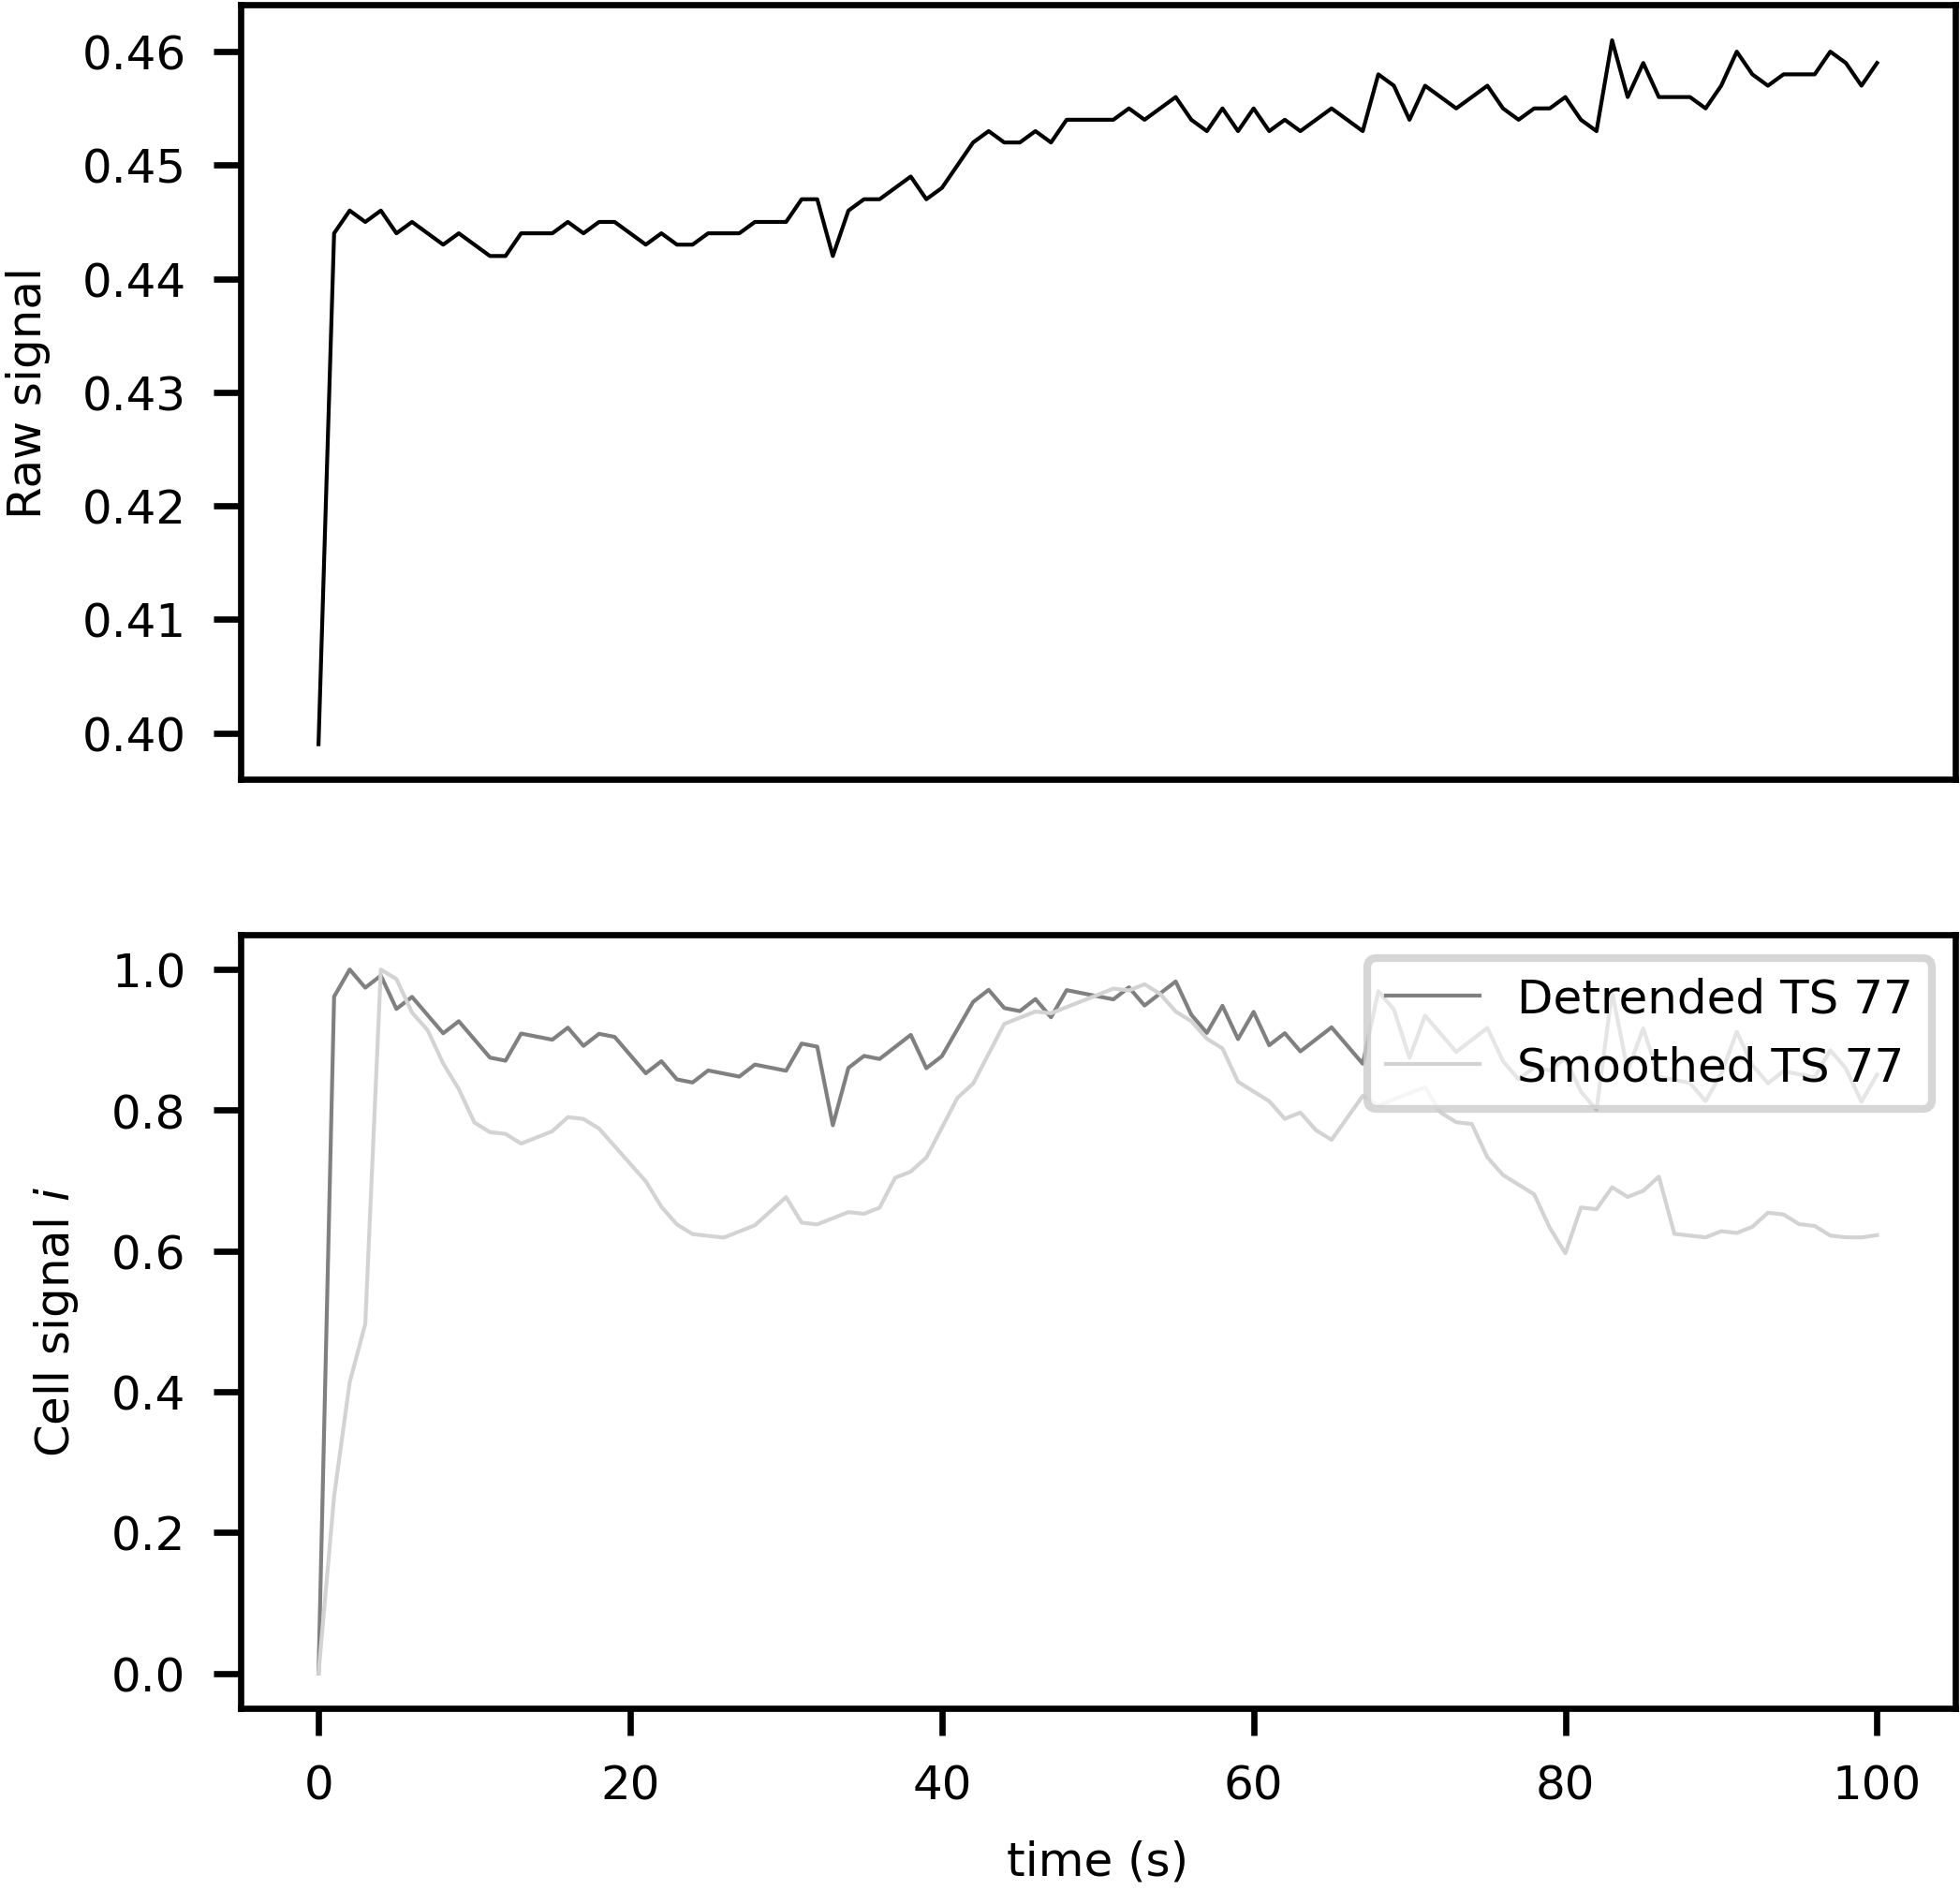 0.46
0.45
0.44
0.43
0.42
0.41
0.40
Raw signal
1.0
0.8
0.6
0.4
0.2
0.0
Cell signal i
Detrended TS 77
Smoothed TS 77
0 20 40 60 80 100
time (s)